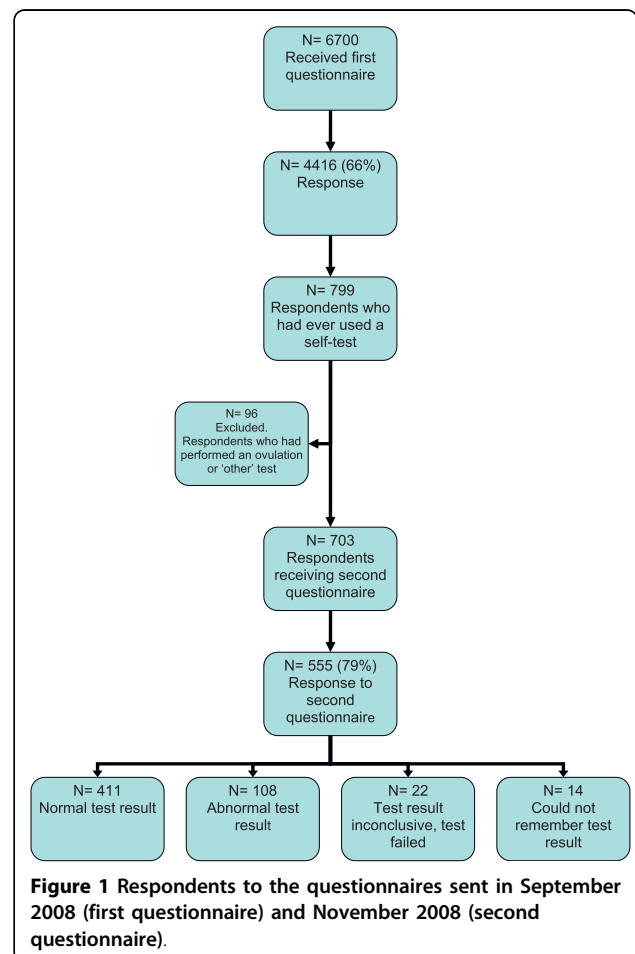 N= 6700
Received first
questionnaire
N= 4416 (66%)
Response
N= 799
Respondents who
had ever used a
self-test
N= 96
Excluded.
Respondents who had
performed an ovulation
or ‘other’ test
N= 703
Respondents
receiving second
questionnaire
N= 555 (79%)
Response to
second
questionnaire
N= 411
Normal test result
N= 108
Abnormal test
result
N= 22
Test result
inconclusive, test
failed
N= 14
Could not
remember test
result
Figure 1 Respondents to the questionnaires sent in September
2008 (first questionnaire) and November 2008 (second
questionnaire).